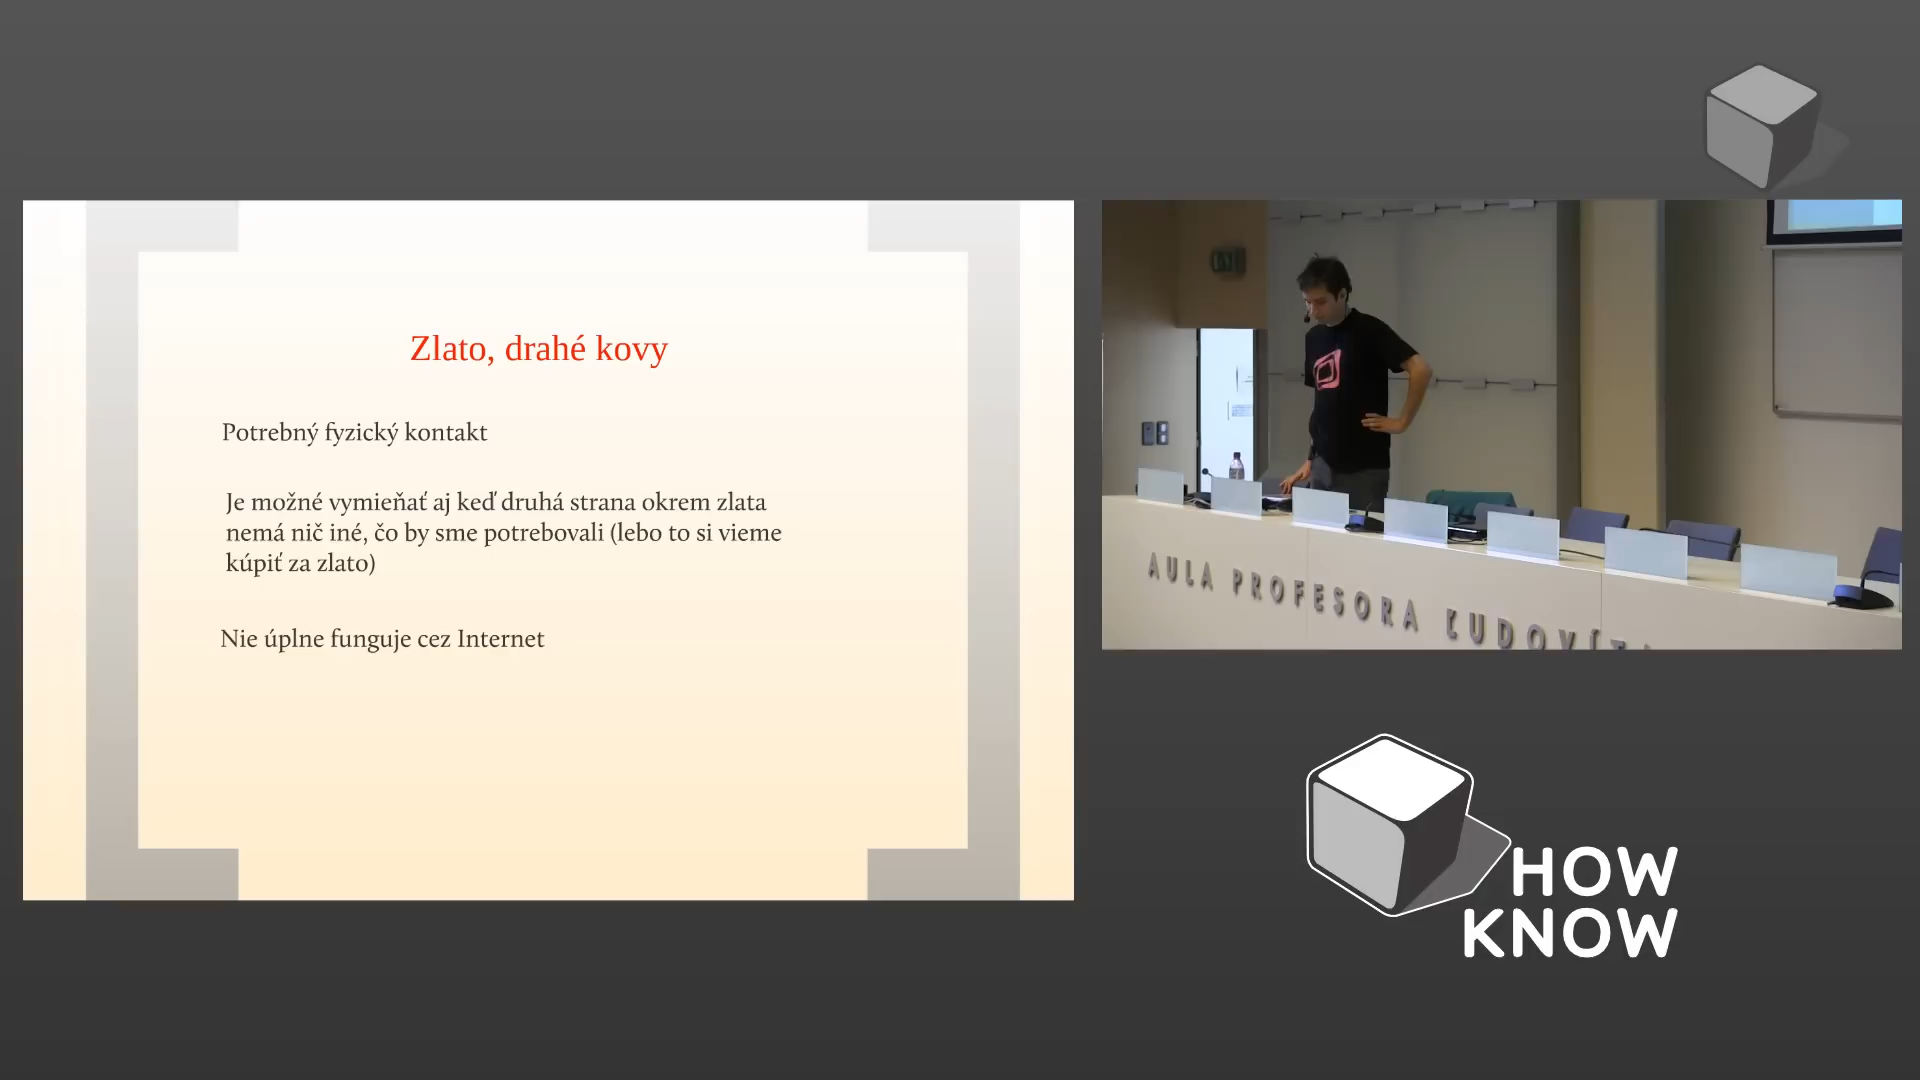 Zlato, drahé kovy
Potrebný fyzický kontakt
Je možné vymieňať aj keď druhá strana okrem zlata
nemá nič iné, čo by sme potrebovali (lebo to si vieme
kúpiť za zlato)
Nie úplne funguje cez Internet
AULA PROFESORA ĽUDOVÍT
HOW
KNOW